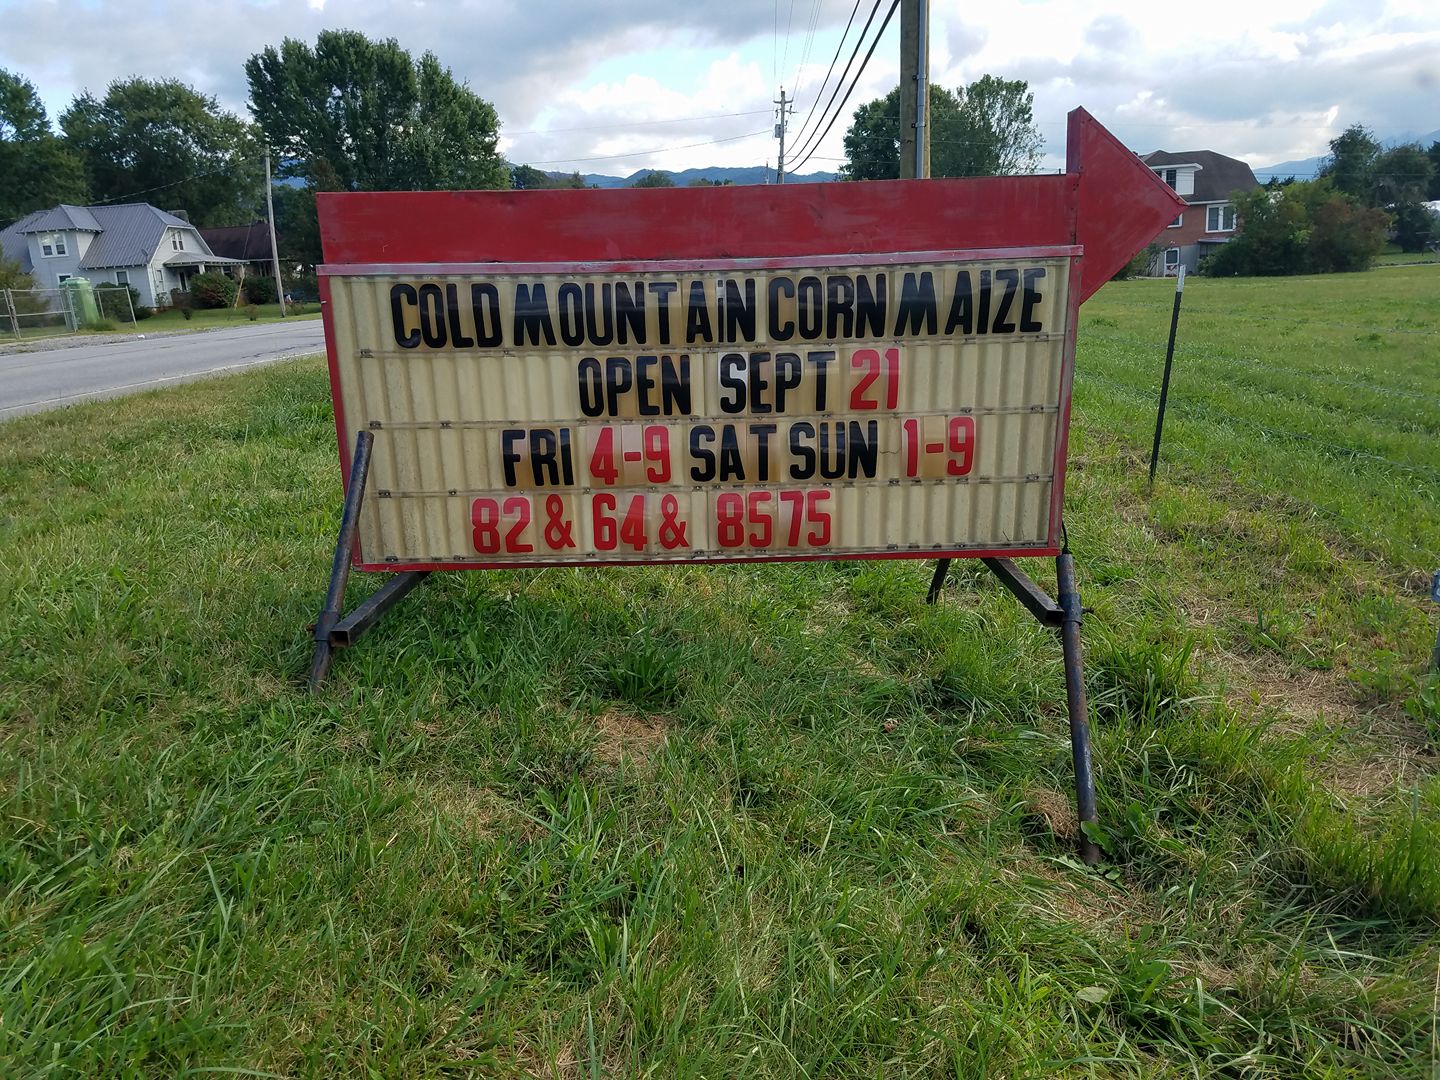 COLD MOUNTAiN CORN MAIZE
OPEN SEPT 21
FRI 4-9 SAT SUN 1-9
82 & 64 & 8575